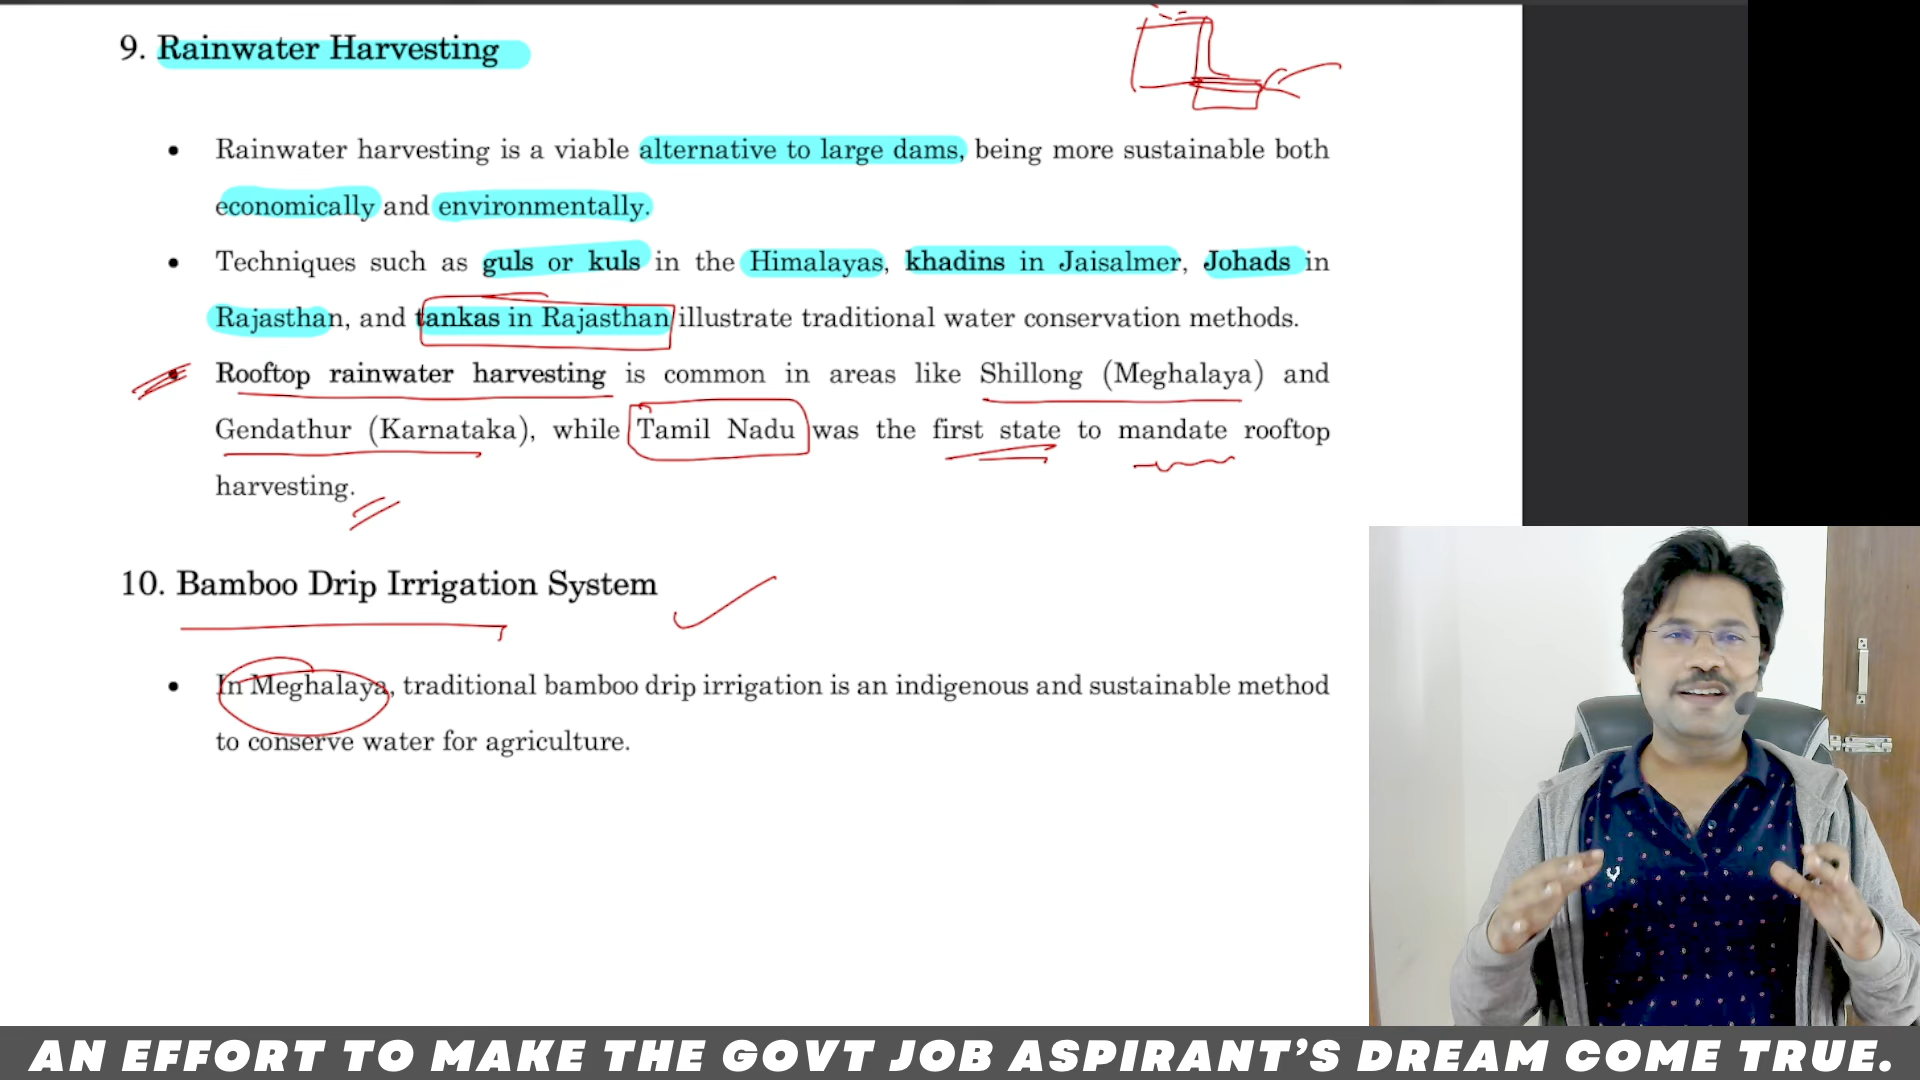 9. Rainwater Harvesting
• Rainwater harvesting is a viable alternative to large dams, being more sustainable both
economically and environmentally.
• Techniques such as guls or kuls in the Himalayas, khadins in Jaisalmer, Johads in
Rajasthan, and tankas in Rajasthan illustrate traditional water conservation methods.
• Rooftop rainwater harvesting is common in areas like Shillong (Meghalaya) and
Gendathur (Karnataka), while Tamil Nadu was the first state to mandate rooftop
harvesting.
10. Bamboo Drip Irrigation System
• In Meghalaya, traditional bamboo drip irrigation is an indigenous and sustainable method
to conserve water for agriculture.
AN EFFORT TO MAKE THE GOVT JOB ASPIRANT'S DREAM COME TRUE.